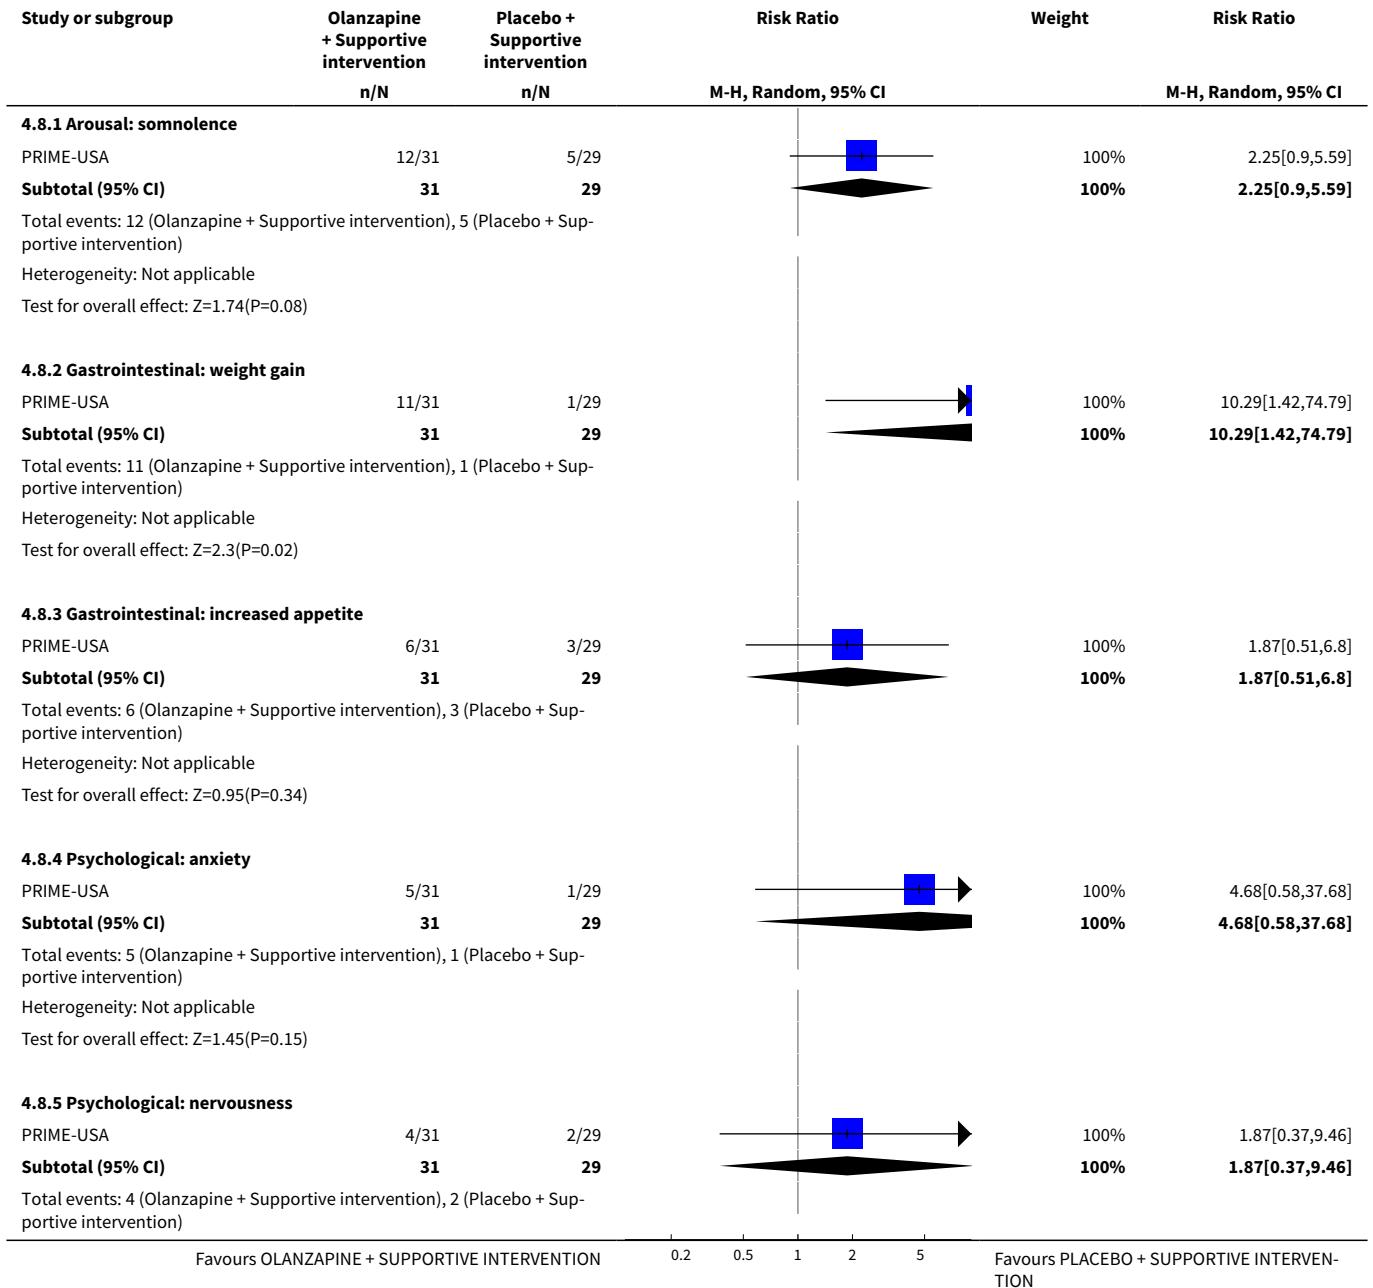 Study or subgroup Olanzapine + Supportive intervention Placebo + Supportive intervention Risk Ratio Weight Risk Ratio
n/N n/N M-H, Random, 95% CI M-H, Random, 95% CI
4.8.1 Arousal: somnolence
PRIME-USA 12/31 5/29 100% 2.25[0.9,5.59]
Subtotal (95% CI) 31 29 100% 2.25[0.9,5.59]
Total events: 12 (Olanzapine + Supportive intervention), 5 (Placebo + Sup-
portive intervention)
Heterogeneity: Not applicable
Test for overall effect: Z=1.74(P=0.08)
4.8.2 Gastrointestinal: weight gain
PRIME-USA 11/31 1/29 100% 10.29[1.42,74.79]
Subtotal (95% CI) 31 29 100% 10.29[1.42,74.79]
Total events: 11 (Olanzapine + Supportive intervention), 1 (Placebo + Sup-
portive intervention)
Heterogeneity: Not applicable
Test for overall effect: Z=2.3(P=0.02)
4.8.3 Gastrointestinal: increased appetite
PRIME-USA 6/31 3/29 100% 1.87[0.51,6.8]
Subtotal (95% CI) 31 29 100% 1.87[0.51,6.8]
Total events: 6 (Olanzapine + Supportive intervention), 3 (Placebo + Sup-
portive intervention)
Heterogeneity: Not applicable
Test for overall effect: Z=0.95(P=0.34)
4.8.4 Psychological: anxiety
PRIME-USA 5/31 1/29 100% 4.68[0.58,37.68]
Subtotal (95% CI) 31 29 100% 4.68[0.58,37.68]
Total events: 5 (Olanzapine + Supportive intervention), 1 (Placebo + Sup-
portive intervention)
Heterogeneity: Not applicable
Test for overall effect: Z=1.45(P=0.15)
4.8.5 Psychological: nervousness
PRIME-USA 4/31 2/29 100% 1.87[0.37,9.46]
Subtotal (95% CI) 31 29 100% 1.87[0.37,9.46]
Total events: 4 (Olanzapine + Supportive intervention), 2 (Placebo + Sup-
portive intervention)
Favours OLANZAPINE + SUPPORTIVE INTERVENTION 0.2 0.5 1 2 5 Favours PLACEBO + SUPPORTIVE INTERVEN-
TION